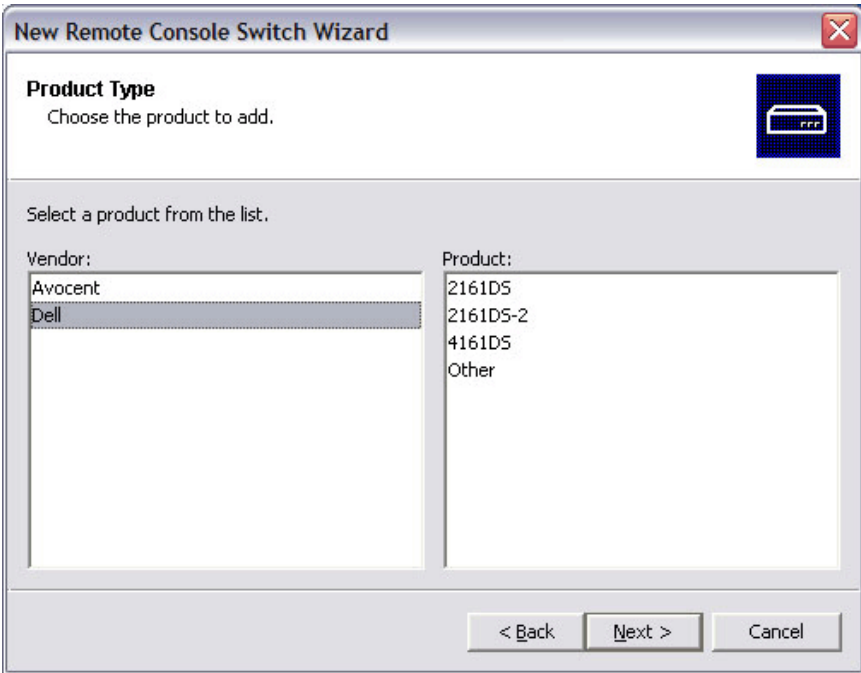 New Remote Console Switch Wizard
Product Type
Choose the product to add.
Select a product from the list.
Vendor:
Avocent
Dell
Product:
2161DS
2161DS-2
4161DS
Other
< Back
Next >
Cancel